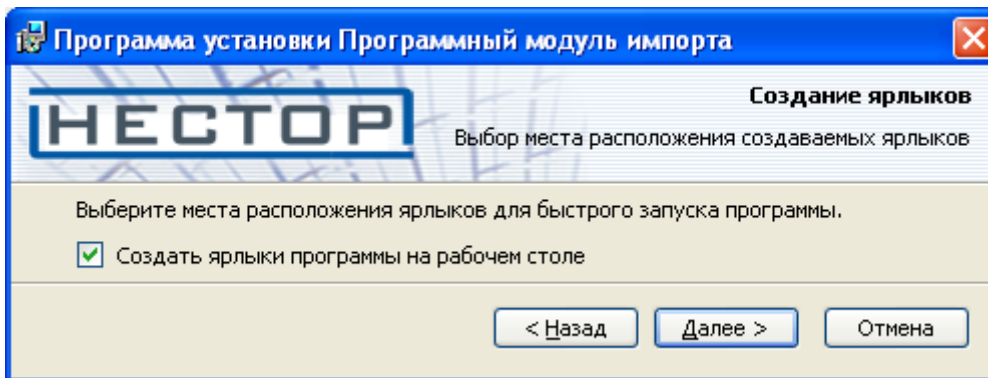 Программа установки Программный модуль импорта
НЕСТОР
Создание ярлыков
Выбор места расположения создаваемых ярлыков
Выберите места расположения ярлыков для быстрого запуска программы.
Создать ярлыки программы на рабочем столе
< Назад Далее > Отмена